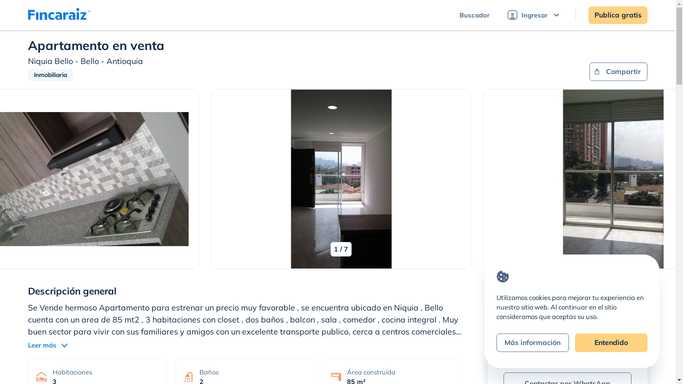 Fincaraiz
Buscador
Ingresar
Publica gratis
Apartamento en venta
Niquia Bello - Bello - Antioquia
Inmobiliaria
Compartir
1 / 7
Descripción general
Se Vende hermoso Apartamento para estrenar un precio muy favorable , se encuentra ubicado en Niquia , Bello
cuenta con un area de 85 mt2 , 3 habitaciones con closet , dos baños , balcon , sala , comedor , cocina integral . Muy
buen sector para vivir con sus familiares y amigos con un excelente transporte publico, cerca a centros comerciales...
Leer más
Habitaciones
3
Baños
2
Área construida
85 m²
Utilizamos cookies para mejorar tu experiencia en
nuestro sitio web. Al continuar en el sitio
consideramos que aceptas su uso.
Más información
Entendido
Contactar por WhatsApp